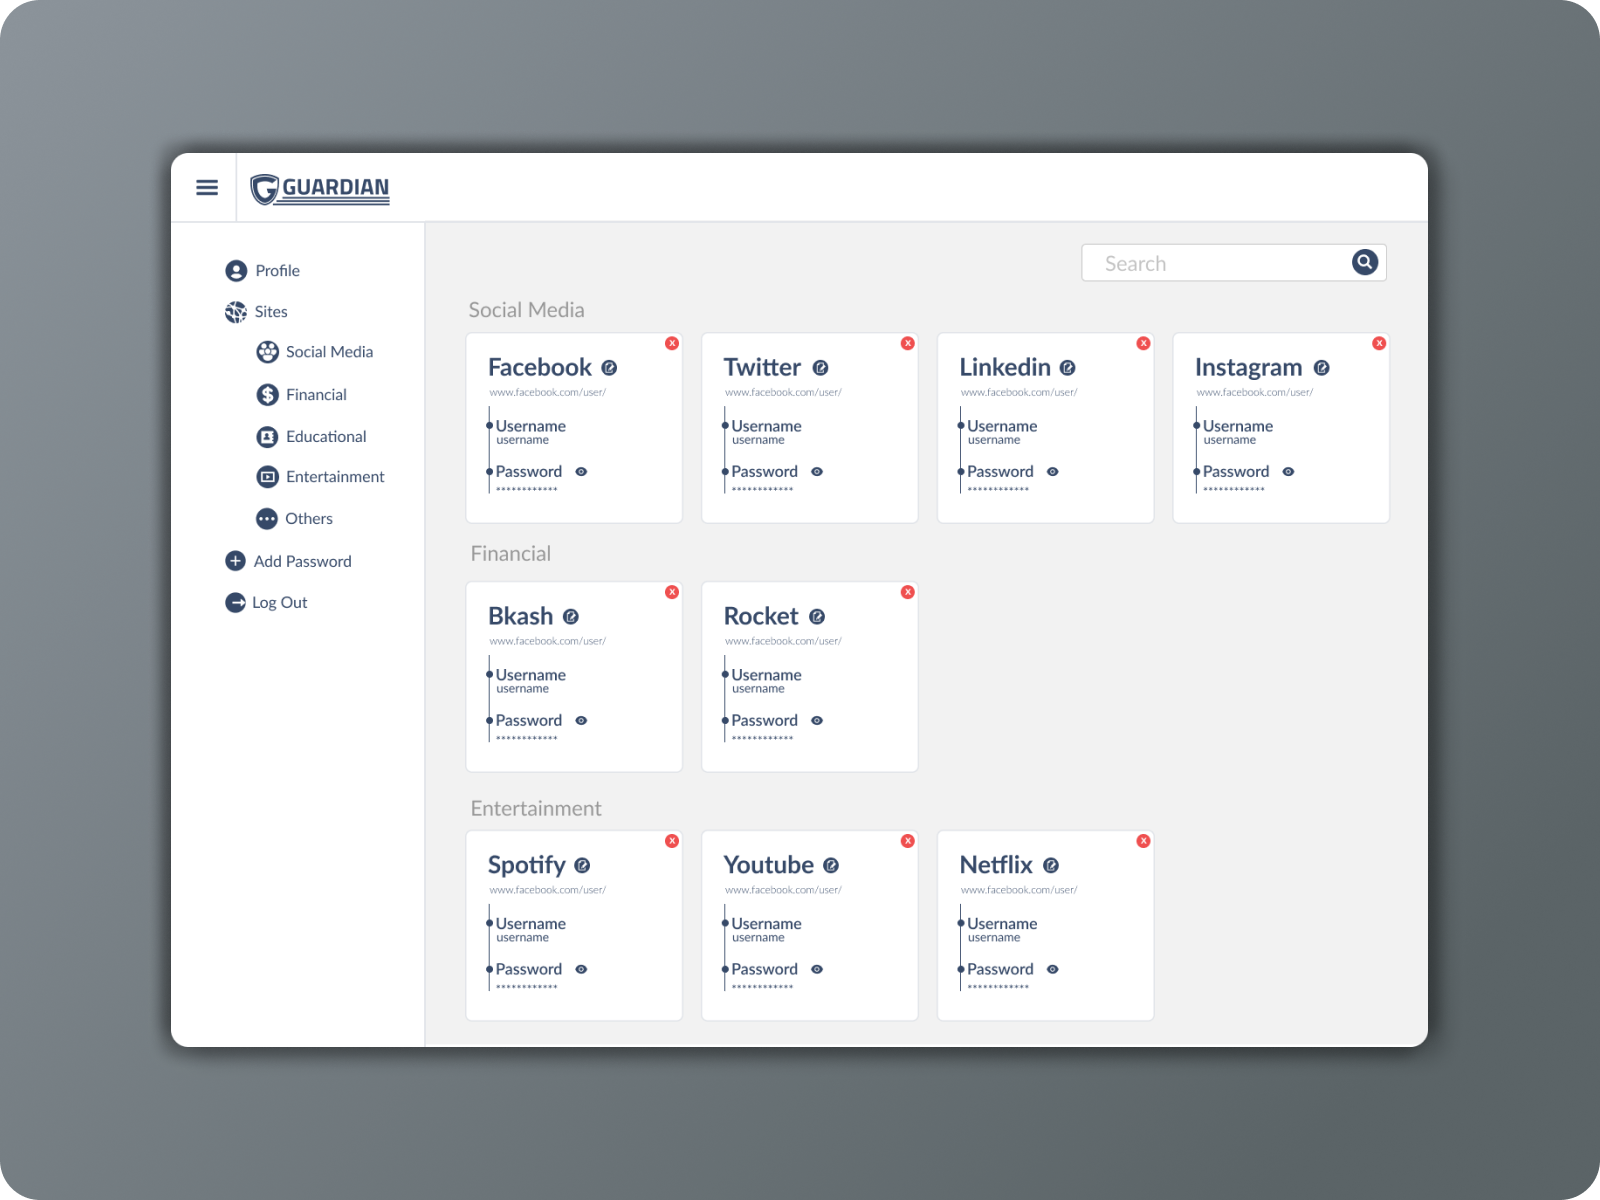 GUARDIAN
Profile
Sites
Social Media
Financial
Educational
Entertainment
Others
Add Password
Log Out
Search
Social Media
Facebook
www.facebook.com/user/
Username
username
Password
************
X
Twitter
www.facebook.com/user/
Username
username
Password
************
X
Linkedin
www.facebook.com/user/
Username
username
Password
************
X
Instagram
www.facebook.com/user/
Username
username
Password
************
X
Financial
Bkash
www.facebook.com/user/
Username
username
Password
************
X
Rocket
www.facebook.com/user/
Username
username
Password
************
X
Entertainment
Spotify
www.facebook.com/user/
Username
username
Password
************
X
Youtube
www.facebook.com/user/
Username
username
Password
************
X
Netflix
www.facebook.com/user/
Username
username
Password
************
X